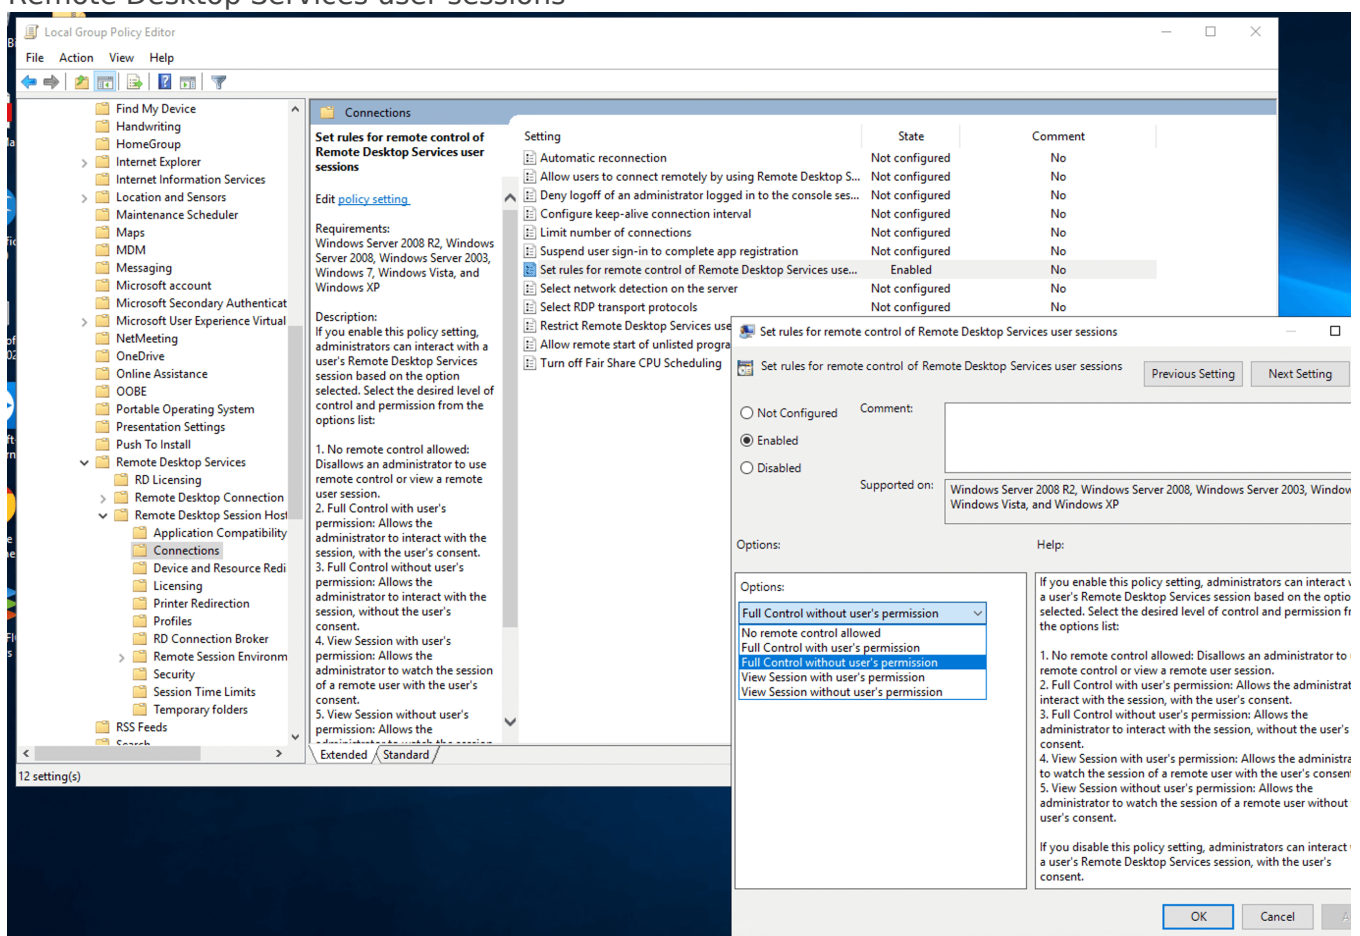 Remote Desktop Services user sessions
Local Group Policy Editor
File Action View Help
Find My Device
Handwriting
HomeGroup
Internet Explorer
Internet Information Services
Location and Sensors
Maintenance Scheduler
Maps
MDM
Messaging
Microsoft account
Microsoft Secondary Authenticat
Microsoft User Experience Virtual
NetMeeting
OneDrive
Online Assistance
OOBE
Portable Operating System
Presentation Settings
Push To Install
Remote Desktop Services
RD Licensing
Remote Desktop Connection
Remote Desktop Session Host
Application Compatibility
Connections
Device and Resource Redi
Licensing
Printer Redirection
Profiles
RD Connection Broker
Remote Session Environm
Security
Session Time Limits
Temporary folders
RSS Feeds
Search
12 setting(s)
Connections
Set rules for remote control of
Remote Desktop Services user
sessions
Edit policy setting
Requirements:
Windows Server 2008 R2, Windows
Server 2008, Windows Server 2003,
Windows 7, Windows Vista, and
Windows XP
Description:
If you enable this policy setting,
administrators can interact with a
user's Remote Desktop Services
session based on the option
selected. Select the desired level of
control and permission from the
options list:
1. No remote control allowed:
Disallows an administrator to use
remote control or view a remote
user session.
2. Full Control with user's
permission: Allows the
administrator to interact with the
session, with the user's consent.
3. Full Control without user's
permission: Allows the
administrator to interact with the
session, without the user's
consent.
4. View Session with user's
permission: Allows the
administrator to watch the session
of a remote user with the user's
consent.
5. View Session without user's
permission: Allows the
administrator to watch the session
Extended Standard
Setting State Comment
Automatic reconnection Not configured No
Allow users to connect remotely by using Remote Desktop S... Not configured No
Deny logoff of an administrator logged in to the console ses... Not configured No
Configure keep-alive connection interval Not configured No
Limit number of connections Not configured No
Suspend user sign-in to complete app registration Not configured No
Set rules for remote control of Remote Desktop Services use... Enabled No
Select network detection on the server Not configured No
Select RDP transport protocols Not configured No
Restrict Remote Desktop Services use
Allow remote start of unlisted progra
Turn off Fair Share CPU Scheduling
Set rules for remote control of Remote Desktop Services user sessions
Set rules for remote control of Remote Desktop Services user sessions
Previous Setting Next Setting
Not Configured
Enabled
Disabled
Comment:
Supported on:
Windows Server 2008 R2, Windows Server 2008, Windows Server 2003, Window
Windows Vista, and Windows XP
Options:
Help:
Options:
Full Control without user's permission
No remote control allowed
Full Control with user's permission
Full Control without user's permission
View Session with user's permission
View Session without user's permission
If you enable this policy setting, administrators can interact
a user's Remote Desktop Services session based on the optio
selected. Select the desired level of control and permission fr
the options list:
1. No remote control allowed: Disallows an administrator to
remote control or view a remote user session.
2. Full Control with user's permission: Allows the administrat
interact with the session, with the user's consent.
3. Full Control without user's permission: Allows the
administrator to interact with the session, without the user's
consent.
4. View Session with user's permission: Allows the administra
to watch the session of a remote user with the user's consent
5. View Session without user's permission: Allows the
administrator to watch the session of a remote user without
user's consent.
If you disable this policy setting, administrators can interact
a user's Remote Desktop Services session, with the user's
consent.
OK Cancel